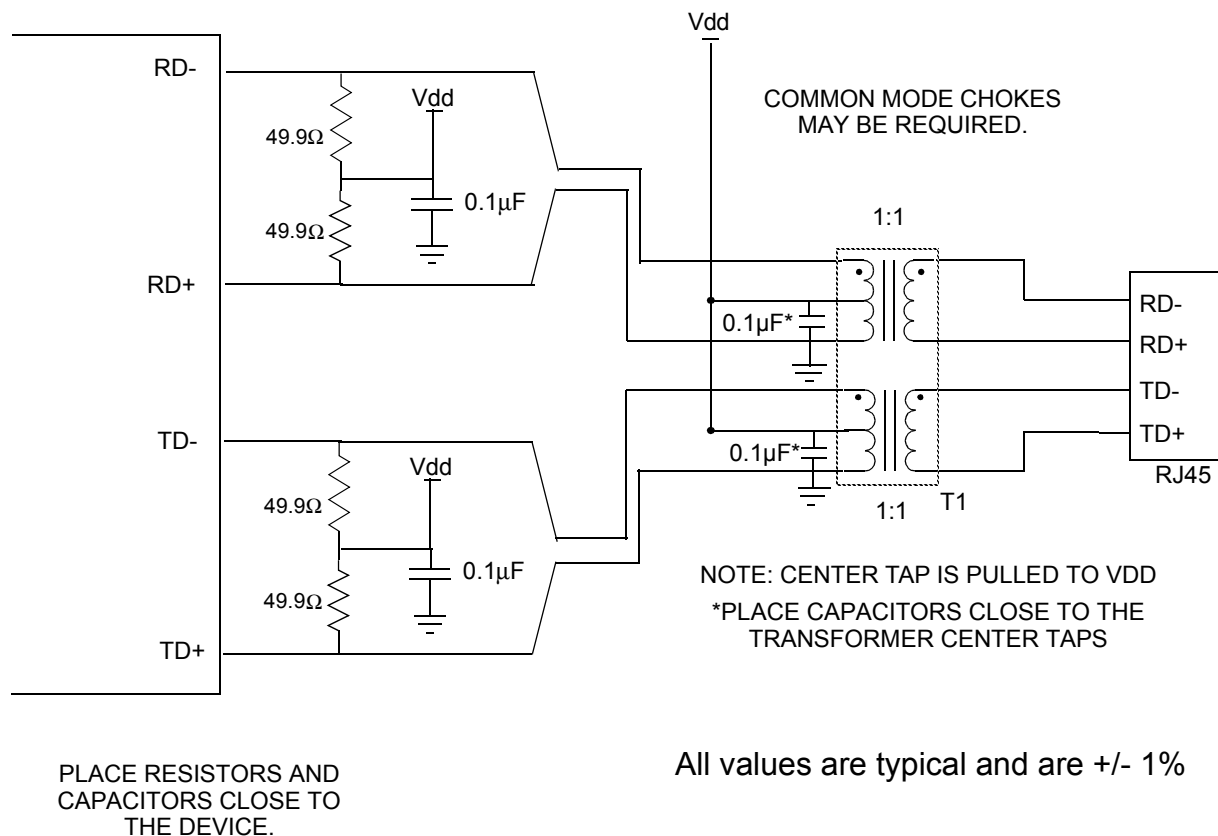 Vdd
RD-
Vdd
COMMON MODE CHOKES
MAY BE REQUIRED.
49.9Ω
0.1μF
49.9Ω
1:1
RD+
0.1µF*
RD-
RD+
TD-
TD+
TD-
Vdd
0.1µF*
RJ45
49.9Ω
1:1
T1
0.1μF
49.9Ω
NOTE: CENTER TAP IS PULLED TO VDD
*PLACE CAPACITORS CLOSE TO THE
TRANSFORMER CENTER TAPS
TD+
PLACE RESISTORS AND
CAPACITORS CLOSE TO
THE DEVICE.
All values are typical and are +/- 1%